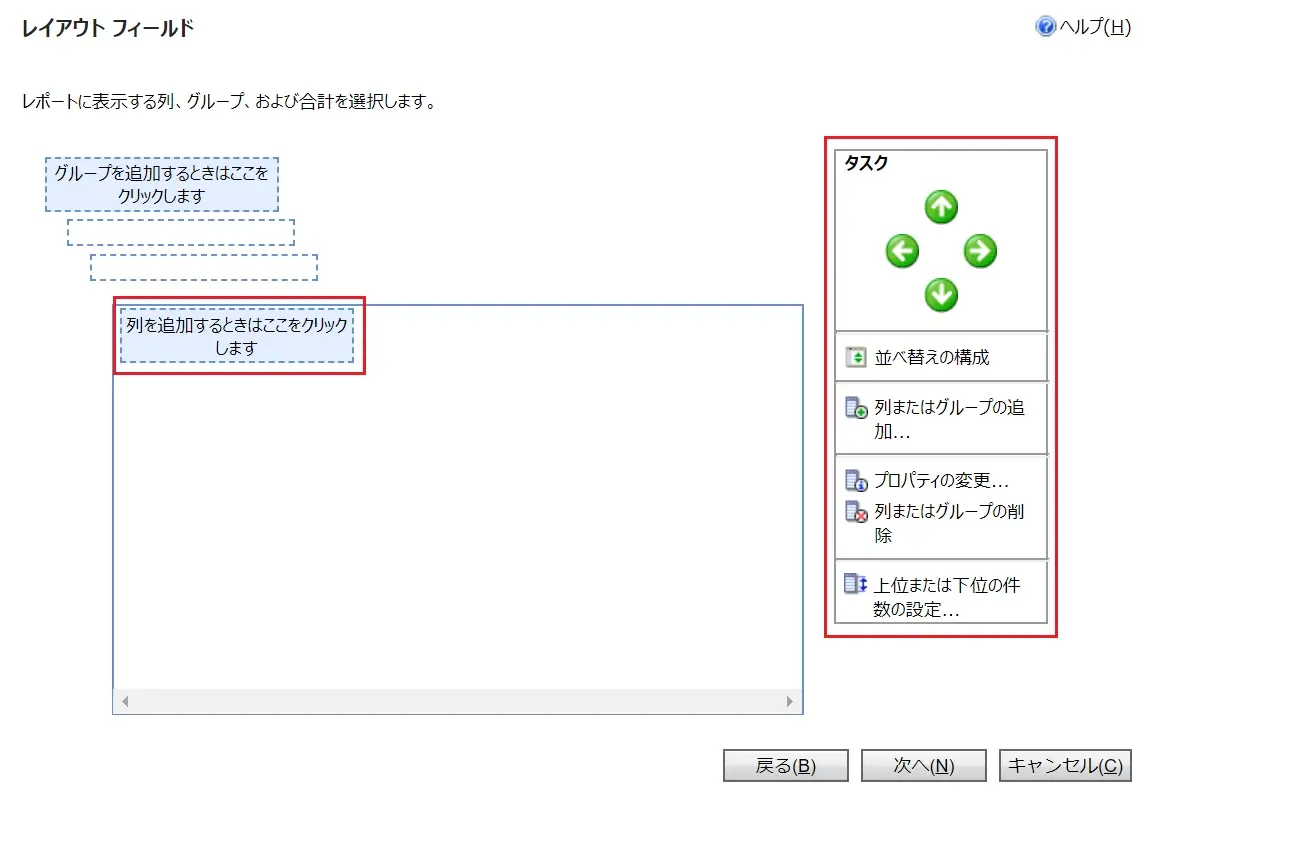 レイアウト フィールド
ヘルプ(H)
レポートに表示する列、グループ、および合計を選択します。
グループを追加するときはここを
クリックします
列を追加するときはここをクリック
します
タスク
並べ替えの構成
列またはグループの追
加...
プロパティの変更...
列またはグループの削
除
上位または下位の件
数の設定...
戻る(B)
次へ(N)
キャンセル(C)